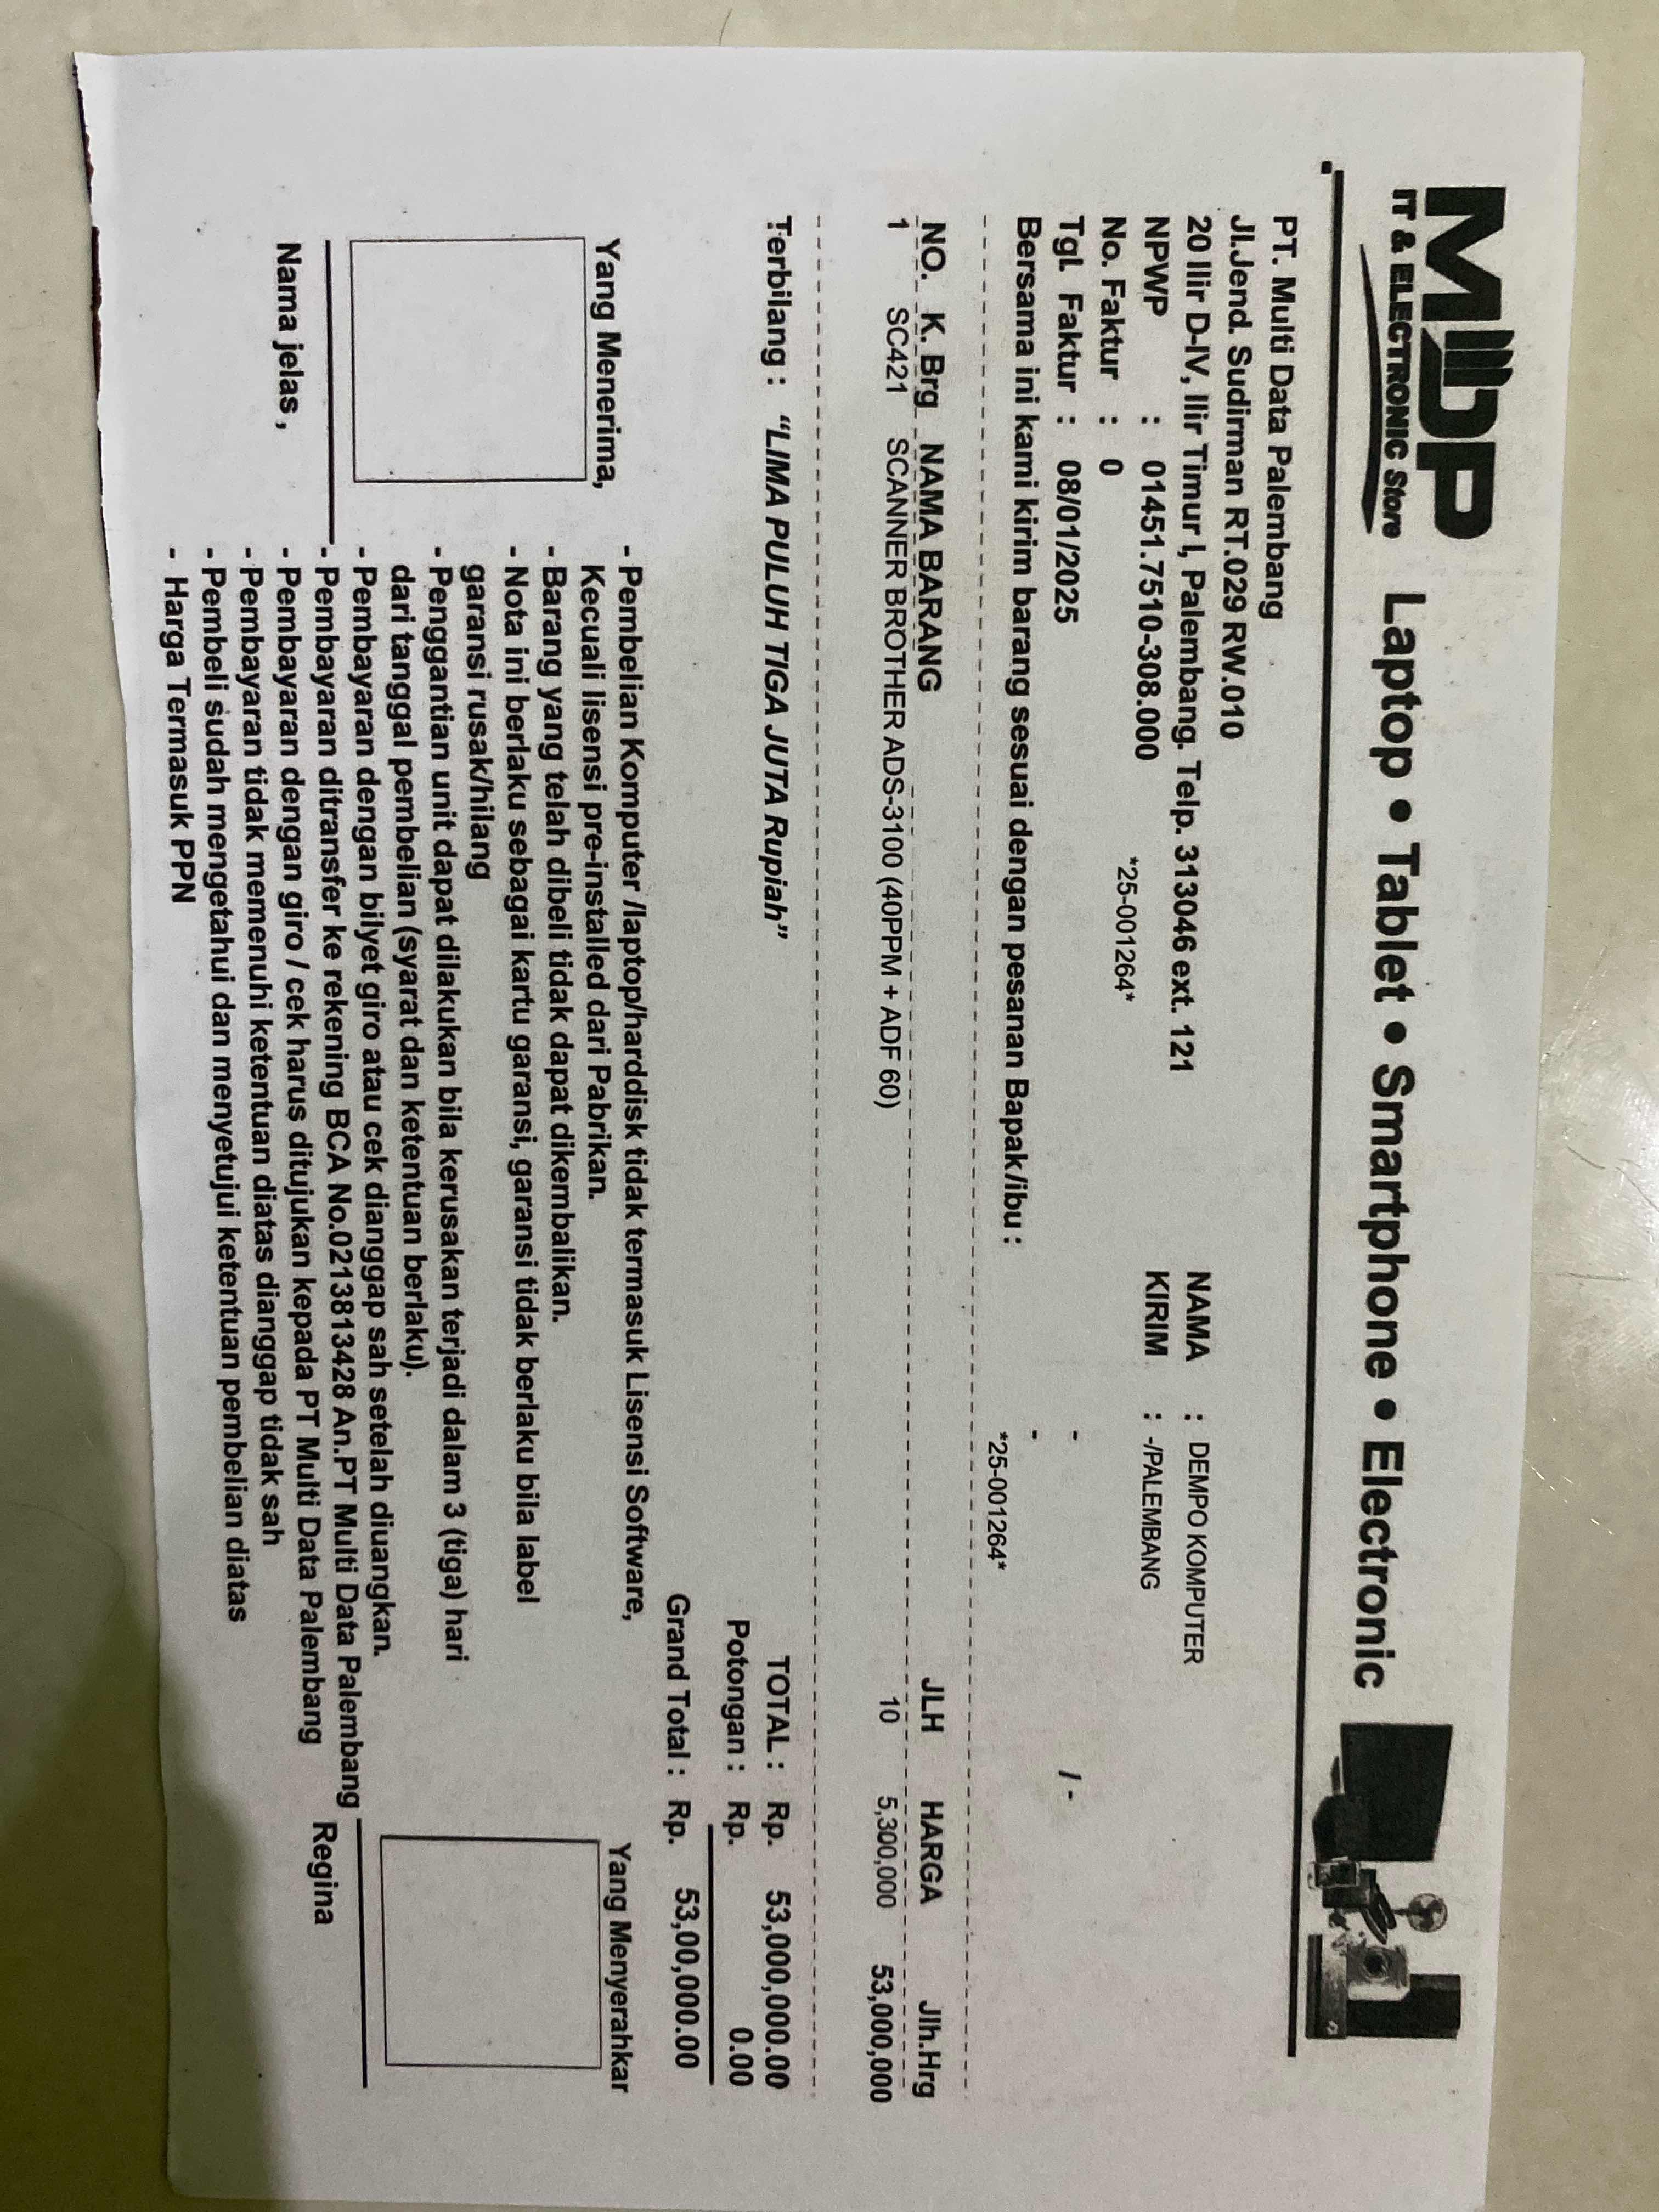 MDP
IT & ELECTRONIC Store
Laptop • Tablet • Smartphone • Electronic
PT. Multi Data Palembang
Jl.Jend. Sudirman RT.029 RW.010
20 Ilir D-IV, Ilir Timur I, Palembang. Telp. 313046 ext. 121
NPWP : 01451.7510-308.000
No. Faktur : 0 *25-001264*
Tgl. Faktur : 08/01/2025
Bersama ini kami kirim barang sesuai dengan pesanan Bapak/ibu :
NAMA : DEMPO KOMPUTER
KIRIM : -/PALEMBANG
- / -
-
*25-001264*
NO. K. Brg NAMA BARANG JLH HARGA Jlh.Hrg
1 SC421 SCANNER BROTHER ADS-3100 (40PPM + ADF 60) 10 5,300,000 53,000,000
Terbilang : “LIMA PULUH TIGA JUTA Rupiah”
TOTAL : Rp. 53,000,000.00
Potongan : Rp. 0.00
Grand Total : Rp. 53,00,000.00
Yang Menerima,
Nama jelas ,
- Pembelian Komputer /laptop/harddisk tidak termasuk Lisensi Software,
Kecuali lisensi pre-installed dari Pabrikan.
- Barang yang telah dibeli tidak dapat dikembalikan.
- Nota ini berlaku sebagai kartu garansi, garansi tidak berlaku bila label
garansi rusak/hilang
- Penggantian unit dapat dilakukan bila kerusakan terjadi dalam 3 (tiga) hari
dari tanggal pembelian (syarat dan ketentuan berlaku).
- Pembayaran dengan bilyet giro atau cek dianggap sah setelah diuangkan.
- Pembayaran ditransfer ke rekening BCA No.0213813428 An.PT Multi Data Palembang
- Pembayaran dengan giro / cek harus ditujukan kepada PT Multi Data Palembang
- Pembayaran tidak memenuhi ketentuan diatas dianggap tidak sah
- Pembeli sudah mengetahui dan menyetujui ketentuan pembelian diatas
- Harga Termasuk PPN
Yang Menyerahkar
Regina